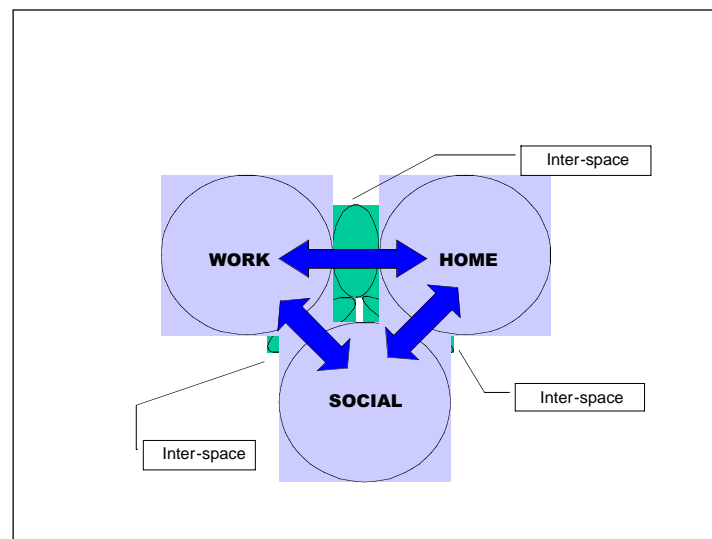 Inter-space
WORK
HOME
SOCIAL
Inter-space
Inter-space